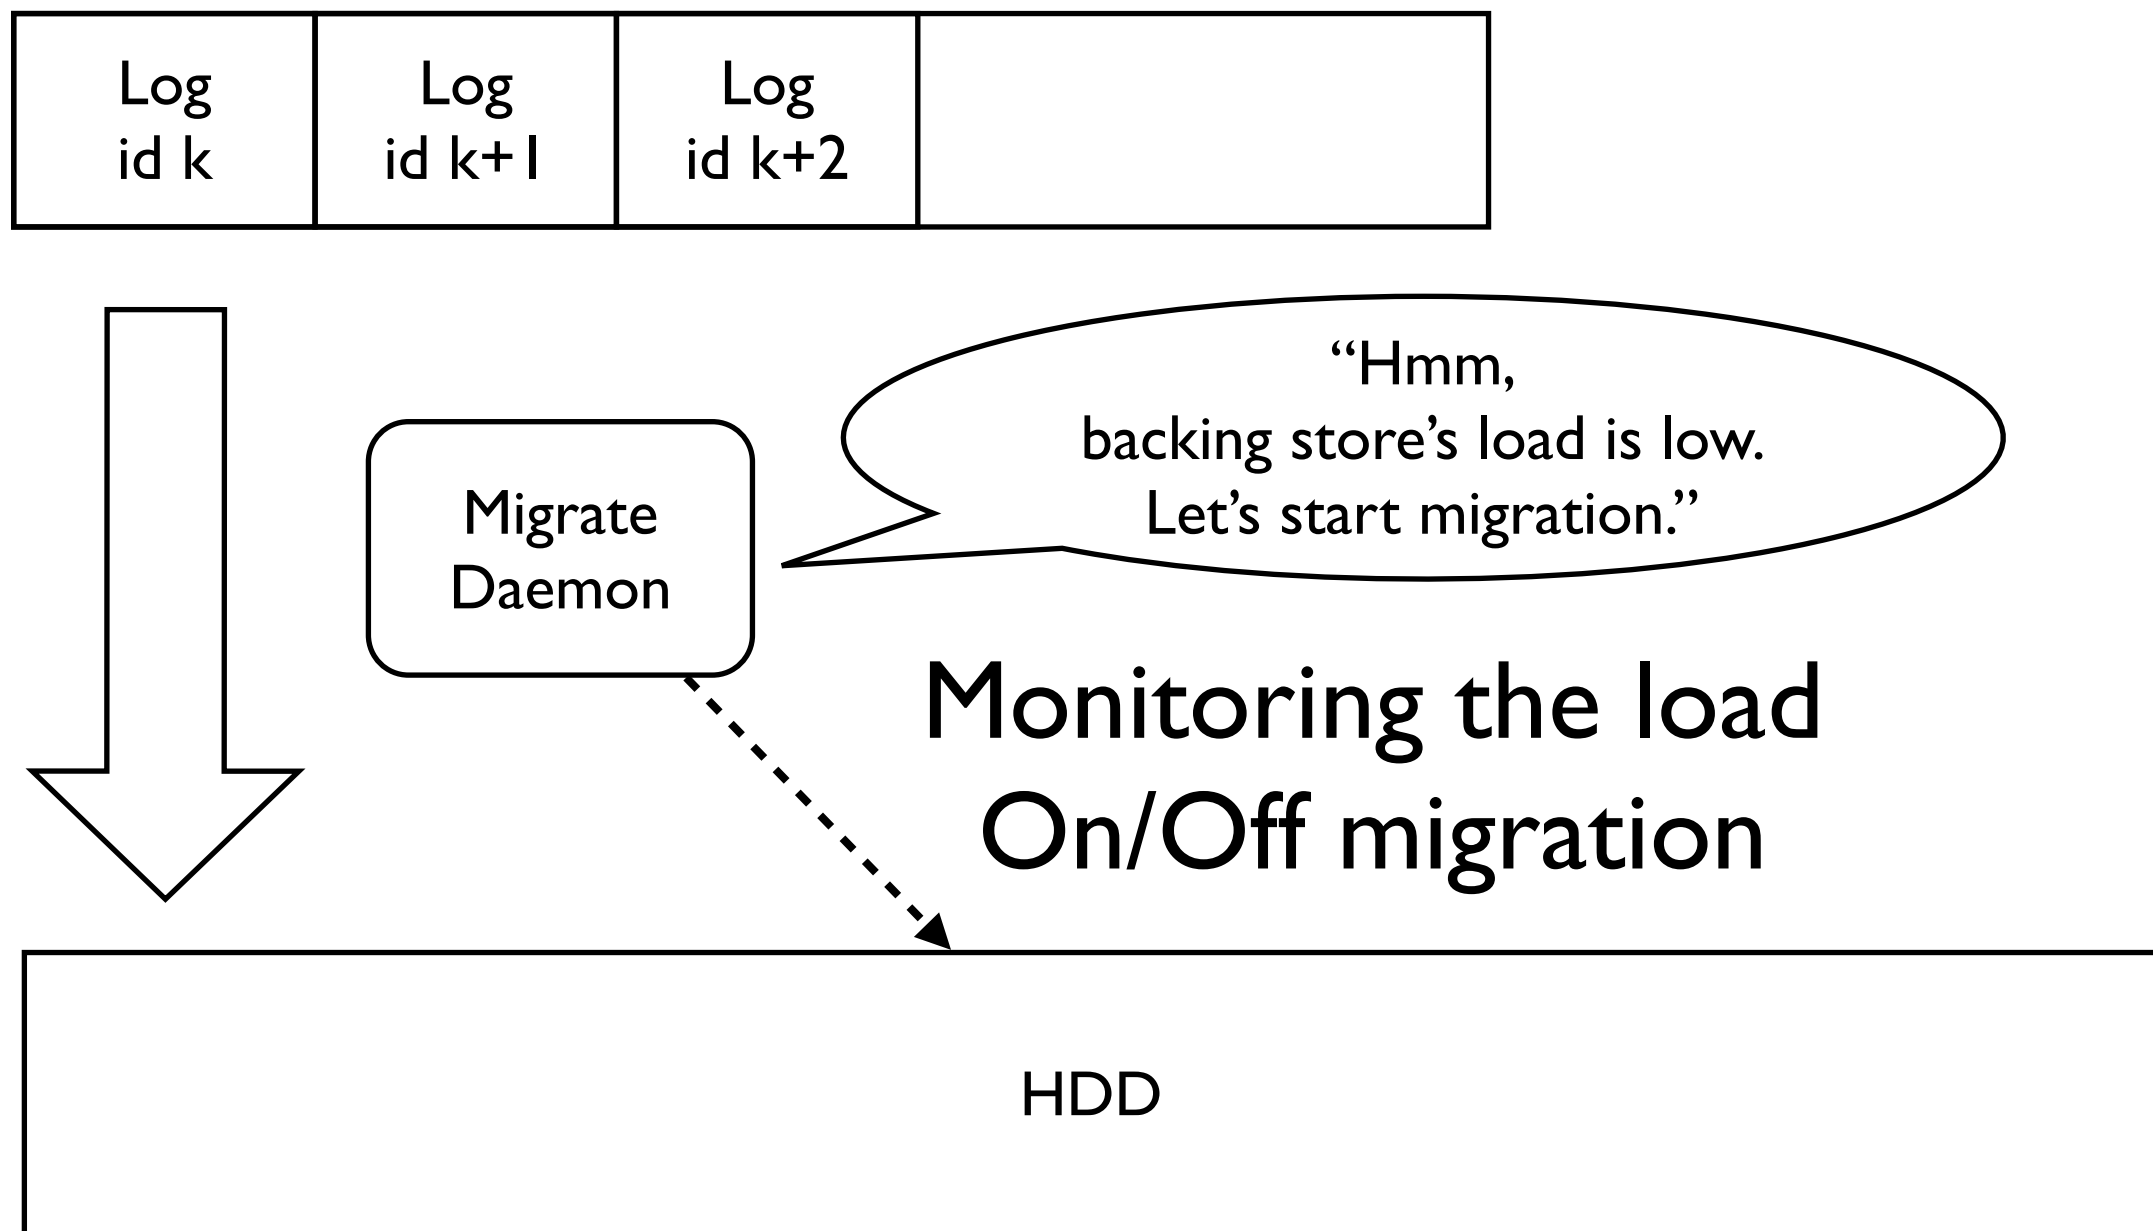 Log
id k
Log
id k+1
Log
id k+2
“Hmm,
backing store’s load is low.
Let’s start migration.”
Migrate
Daemon
Monitoring the load
On/Off migration
HDD